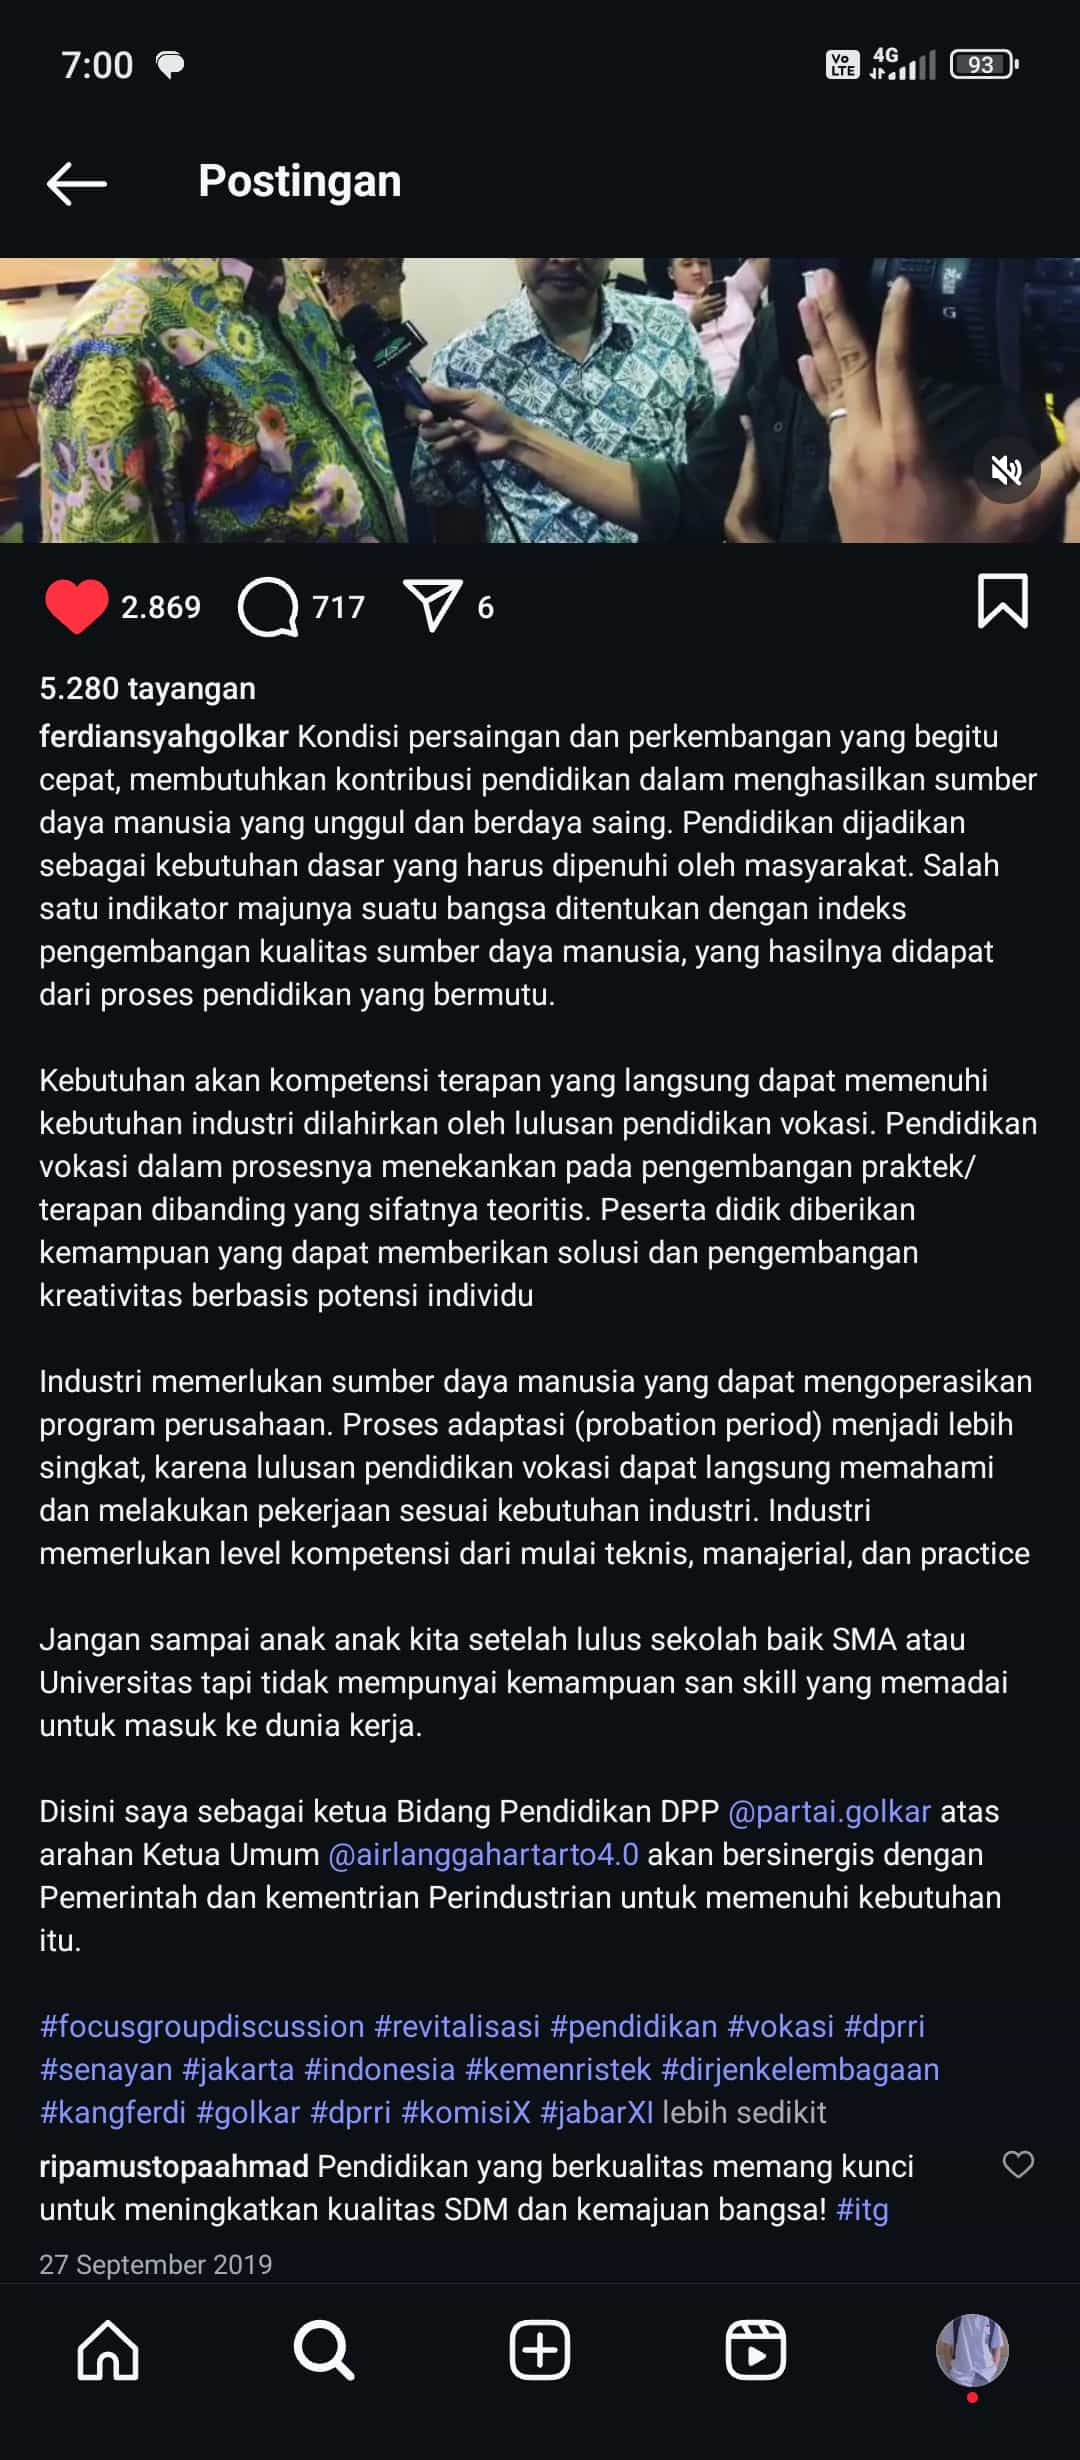 7:00
Vo LTE 4G 93
Postingan
G
2.869 717 6
5.280 tayangan
ferdiansyahgolkar Kondisi persaingan dan perkembangan yang begitu
cepat, membutuhkan kontribusi pendidikan dalam menghasilkan sumber
daya manusia yang unggul dan berdaya saing. Pendidikan dijadikan
sebagai kebutuhan dasar yang harus dipenuhi oleh masyarakat. Salah
satu indikator majunya suatu bangsa ditentukan dengan indeks
pengembangan kualitas sumber daya manusia, yang hasilnya didapat
dari proses pendidikan yang bermutu.
Kebutuhan akan kompetensi terapan yang langsung dapat memenuhi
kebutuhan industri dilahirkan oleh lulusan pendidikan vokasi. Pendidikan
vokasi dalam prosesnya menekankan pada pengembangan praktek/
terapan dibanding yang sifatnya teoritis. Peserta didik diberikan
kemampuan yang dapat memberikan solusi dan pengembangan
kreativitas berbasis potensi individu
Industri memerlukan sumber daya manusia yang dapat mengoperasikan
program perusahaan. Proses adaptasi (probation period) menjadi lebih
singkat, karena lulusan pendidikan vokasi dapat langsung memahami
dan melakukan pekerjaan sesuai kebutuhan industri. Industri
memerlukan level kompetensi dari mulai teknis, manajerial, dan practice
Jangan sampai anak anak kita setelah lulus sekolah baik SMA atau
Universitas tapi tidak mempunyai kemampuan san skill yang memadai
untuk masuk ke dunia kerja.
Disini saya sebagai ketua Bidang Pendidikan DPP @partai.golkar atas
arahan Ketua Umum @airlanggahartarto4.0 akan bersinergis dengan
Pemerintah dan kementrian Perindustrian untuk memenuhi kebutuhan
itu.
#focusgroupdiscussion #revitalisasi #pendidikan #vokasi #dprri
#senayan #jakarta #indonesia #kemenristek #dirjenkelembagaan
#kangferdi #golkar #dprri #komisiX #jabarXI lebih sedikit
ripamustopaahmad Pendidikan yang berkualitas memang kunci
untuk meningkatkan kualitas SDM dan kemajuan bangsa! #itg
27 September 2019